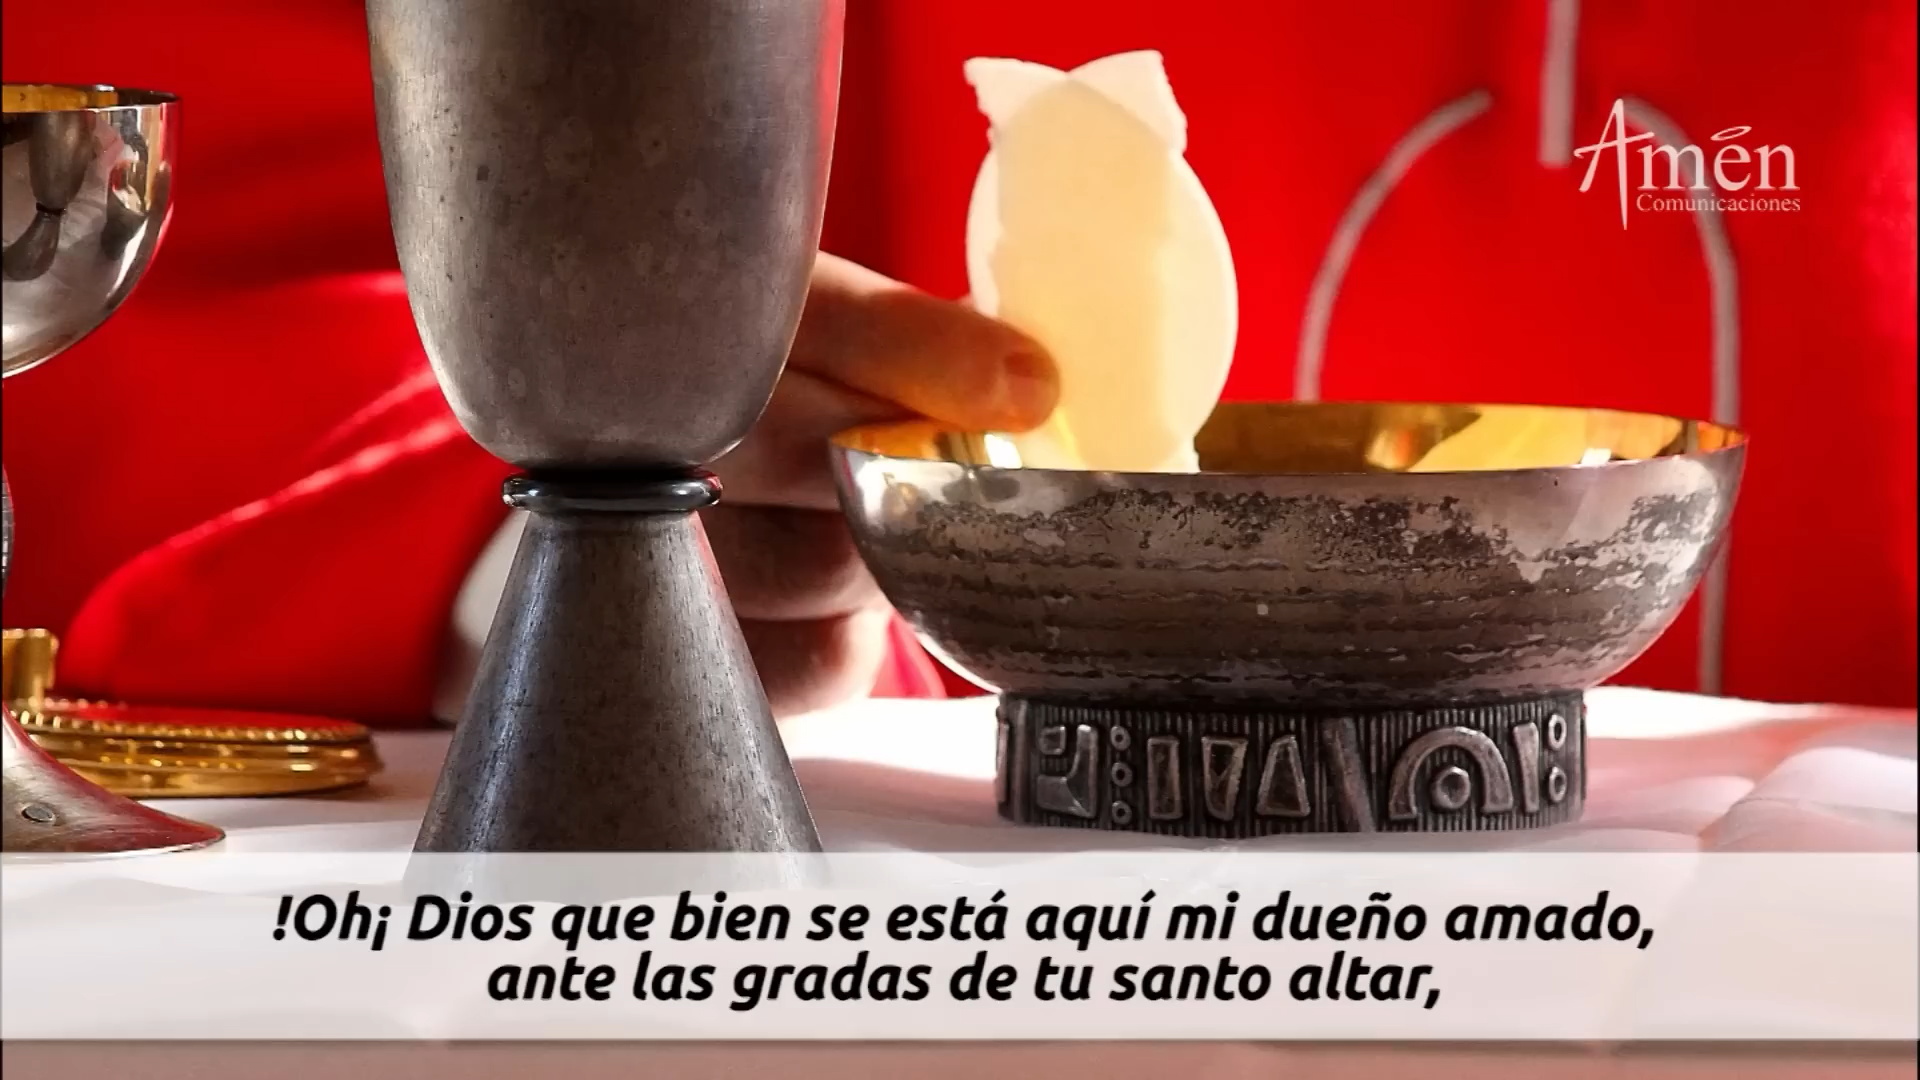 Amén
Comunicaciones
!Oh¡ Dios que bien se está aquí mi dueño amado,
ante las gradas de tu santo altar,